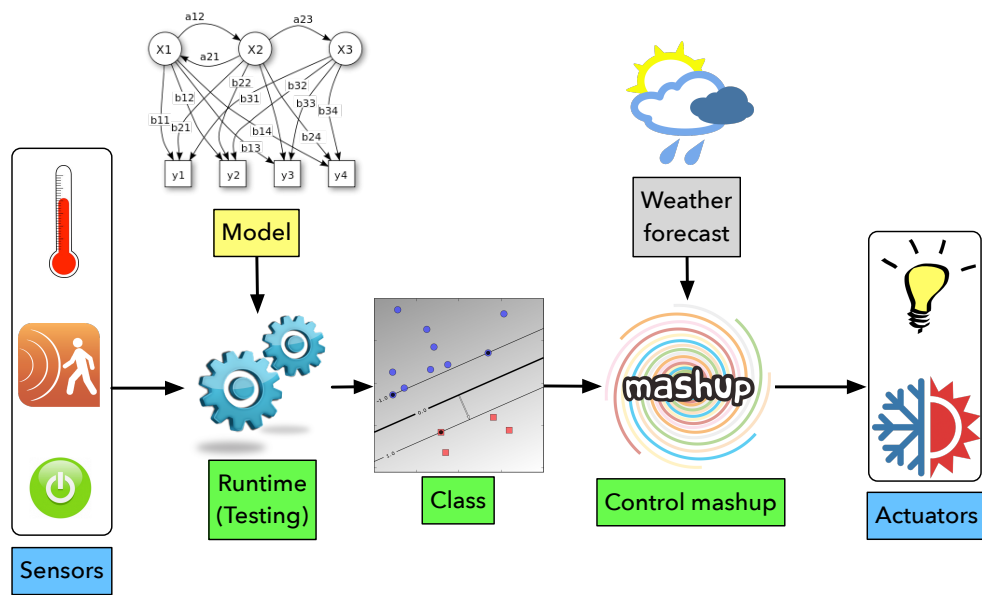 a12
a23
X1
X2
X3
a21
b22
b32
b12
b31
b33
b34
b11
b21
b14
b24
b13
y1
y2
y3
y4
Model
Weather
forecast
-1.0
0.0
1.0
mashup
Runtime
(Testing)
Class
Control mashup
Actuators
Sensors